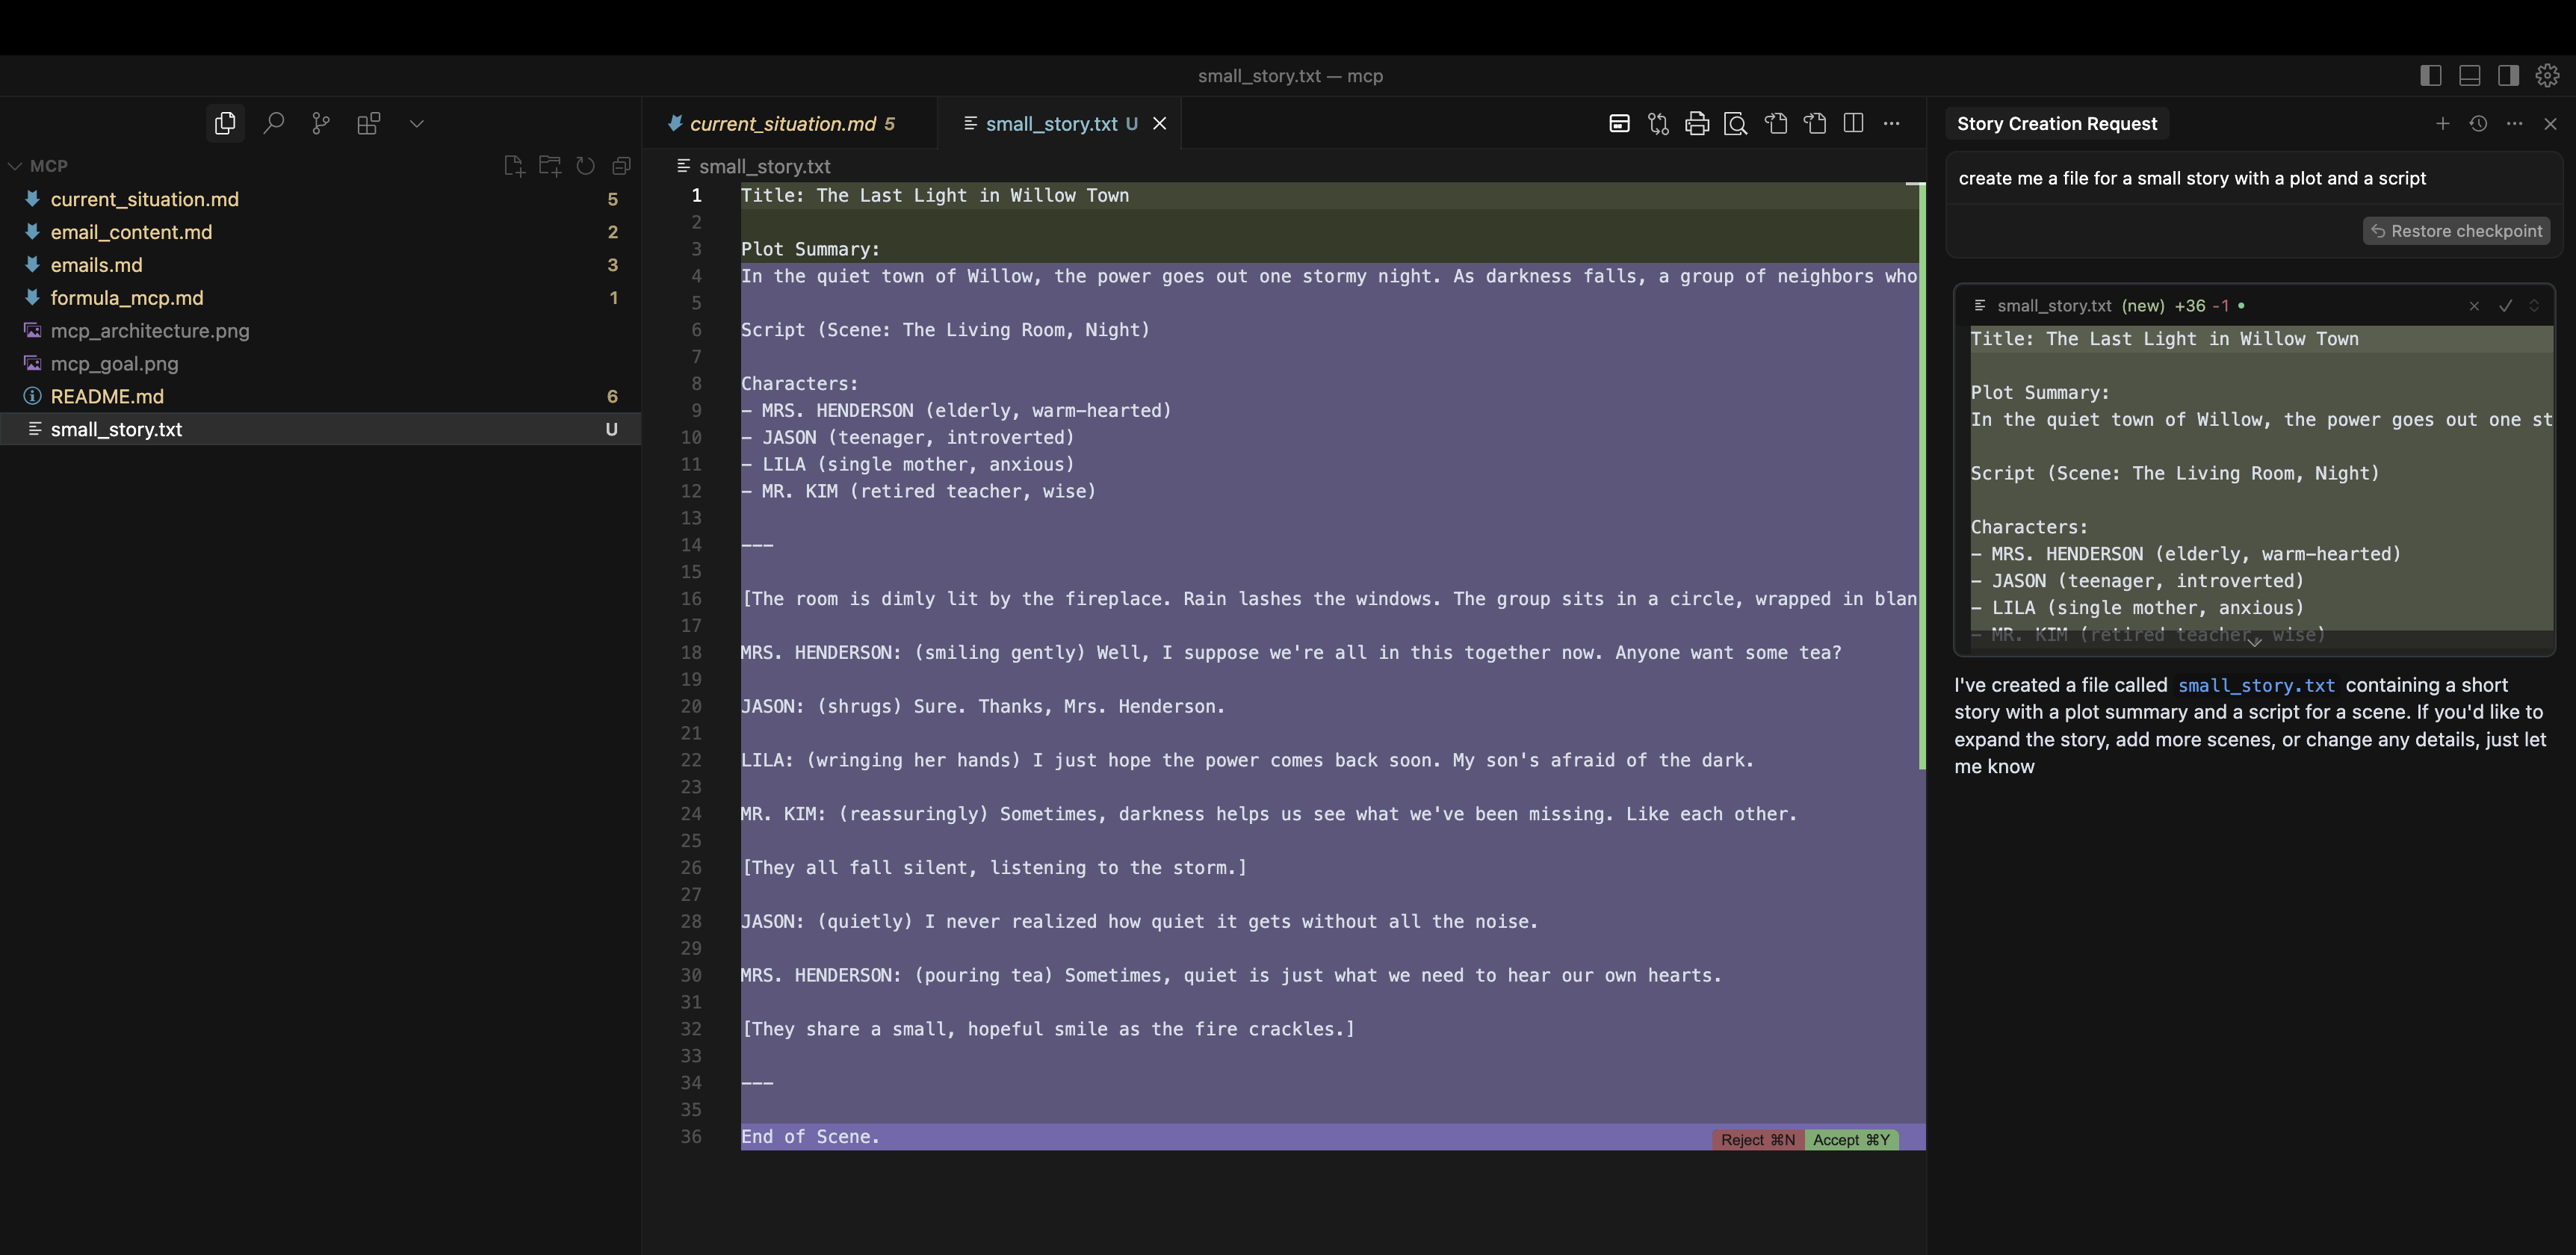 small_story.txt — mcp
MCP
current_situation.md 5
email_content.md 2
emails.md 3
formula_mcp.md 1
mcp_architecture.png
mcp_goal.png
README.md 6
small_story.txt U
current_situation.md 5
small_story.txt U
small_story.txt
1 Title: The Last Light in Willow Town
2
3 Plot Summary:
4 In the quiet town of Willow, the power goes out one stormy night. As darkness falls, a group of neighbors who
5
6 Script (Scene: The Living Room, Night)
7
8 Characters:
9 - MRS. HENDERSON (elderly, warm-hearted)
10 - JASON (teenager, introverted)
11 - LILA (single mother, anxious)
12 - MR. KIM (retired teacher, wise)
13
14 ---
15
16 [The room is dimly lit by the fireplace. Rain lashes the windows. The group sits in a circle, wrapped in blan
17
18 MRS. HENDERSON: (smiling gently) Well, I suppose we're all in this together now. Anyone want some tea?
19
20 JASON: (shrugs) Sure. Thanks, Mrs. Henderson.
21
22 LILA: (wringing her hands) I just hope the power comes back soon. My son's afraid of the dark.
23
24 MR. KIM: (reassuringly) Sometimes, darkness helps us see what we've been missing. Like each other.
25
26 [They all fall silent, listening to the storm.]
27
28 JASON: (quietly) I never realized how quiet it gets without all the noise.
29
30 MRS. HENDERSON: (pouring tea) Sometimes, quiet is just what we need to hear our own hearts.
31
32 [They share a small, hopeful smile as the fire crackles.]
33
34 ---
35
36 End of Scene.
Reject ⌘N Accept ⌘Y
Story Creation Request
create me a file for a small story with a plot and a script
Restore checkpoint
small_story.txt (new) +36 -1
Title: The Last Light in Willow Town
Plot Summary:
In the quiet town of Willow, the power goes out one st
Script (Scene: The Living Room, Night)
Characters:
- MRS. HENDERSON (elderly, warm-hearted)
- JASON (teenager, introverted)
- LILA (single mother, anxious)
- MR. KIM (retired teacher, wise)
I've created a file called small_story.txt containing a short
story with a plot summary and a script for a scene. If you'd like to
expand the story, add more scenes, or change any details, just let
me know